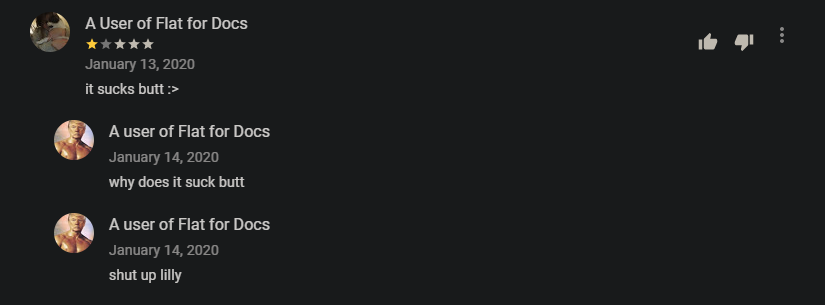 A User of Flat for Docs
January 13, 2020
it sucks butt :>
A user of Flat for Docs
January 14, 2020
why does it suck butt
A user of Flat for Docs
January 14, 2020
shut up lilly